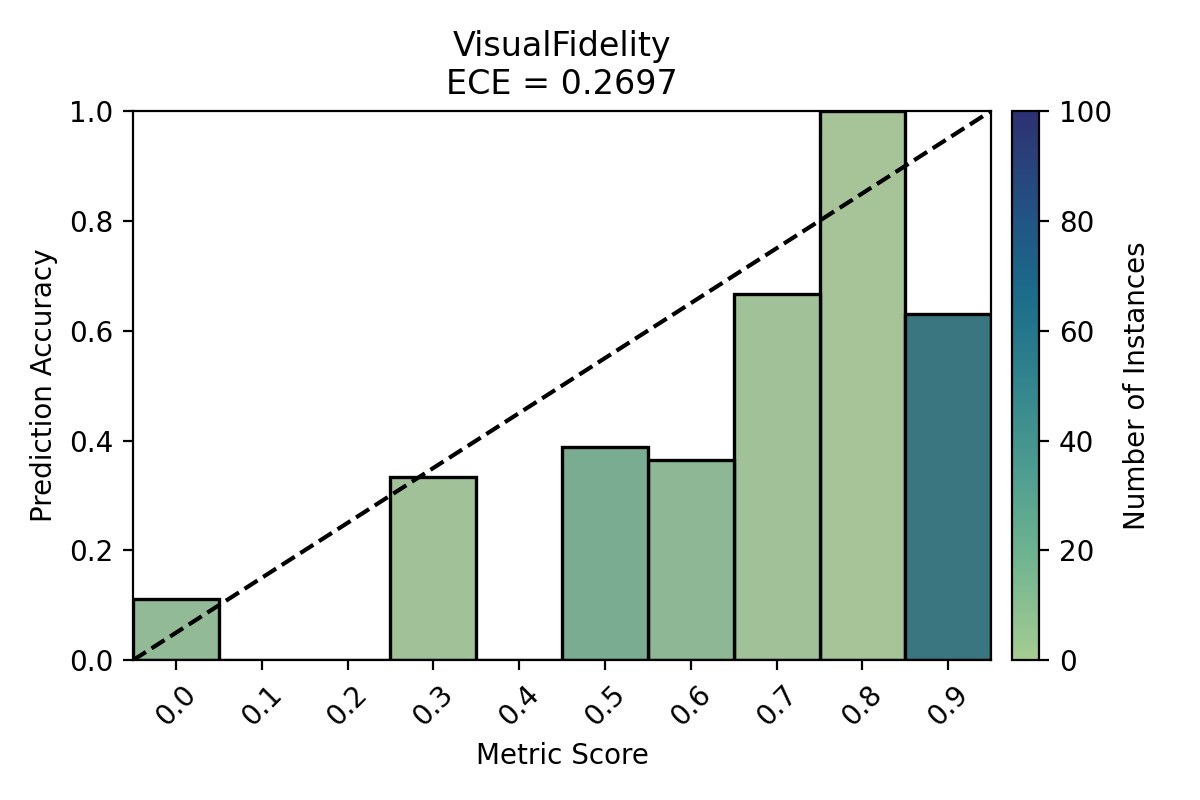 VisualFidelity
ECE = 0.2697
1.0
0.8
0.6
0.4
0.2
0.0
Prediction Accuracy
0.0 0.1 0.2 0.3 0.4 0.5 0.6 0.7 0.8 0.9
Metric Score
100
80
60
40
20
0
Number of Instances